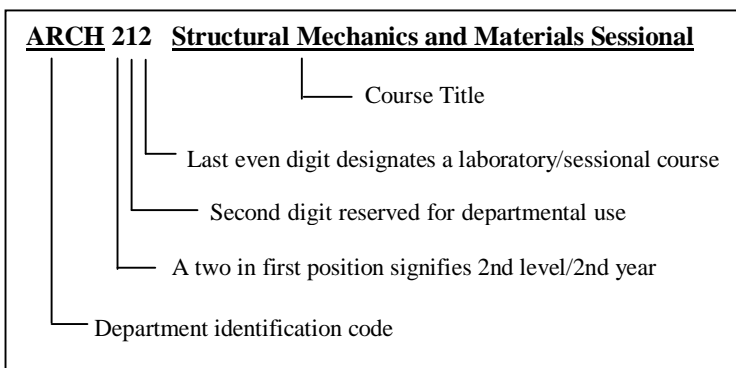 ARCH 212 Structural Mechanics and Materials Sessional
Course Title
Last even digit designates a laboratory/sessional course
Second digit reserved for departmental use
A two in first position signifies 2nd level/2nd year
Department identification code